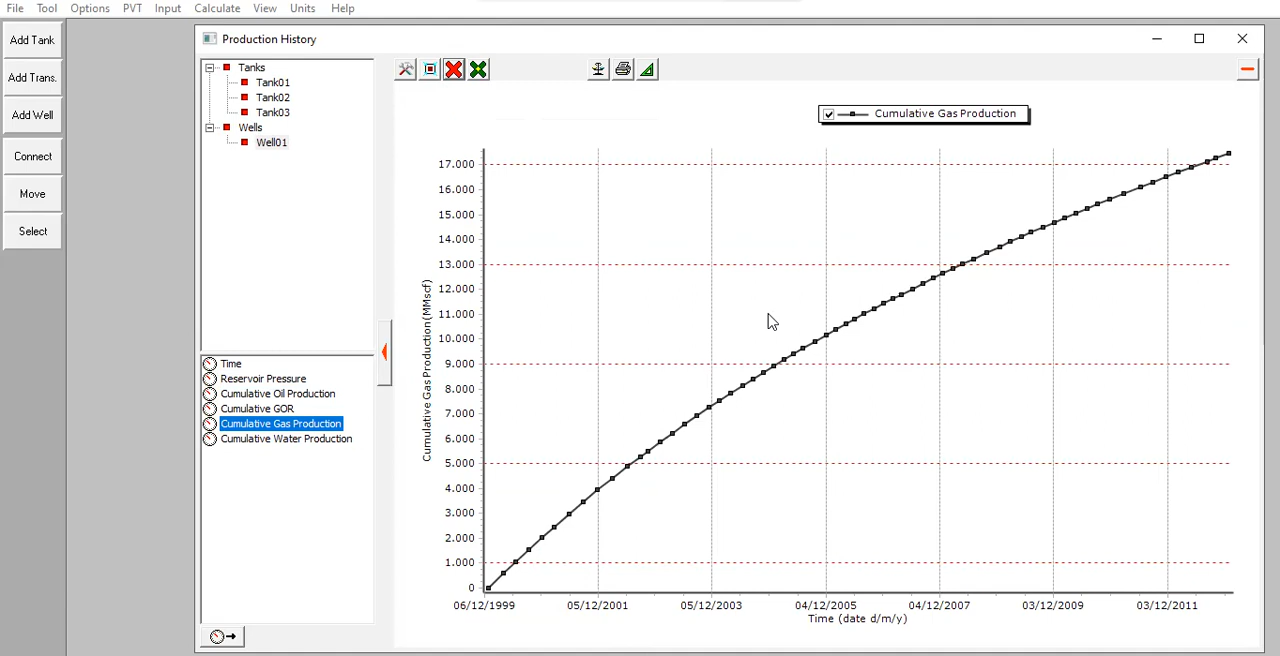 File Tool Options PVT Input Calculate View Units Help
Add Tank
Add Trans.
Add Well
Connect
Move
Select
Production History
Tanks
Tank01
Tank02
Tank03
Wells
Well01
Time
Reservoir Pressure
Cumulative Oil Production
Cumulative GOR
Cumulative Gas Production
Cumulative Water Production
Cumulative Gas Production
Cumulative Gas Production (MMscf)
17.000
16.000
15.000
14.000
13.000
12.000
11.000
10.000
9.000
8.000
7.000
6.000
5.000
4.000
3.000
2.000
1.000
0
06/12/1999 05/12/2001 05/12/2003 04/12/2005 04/12/2007 03/12/2009 03/12/2011
Time (date d/m/y)